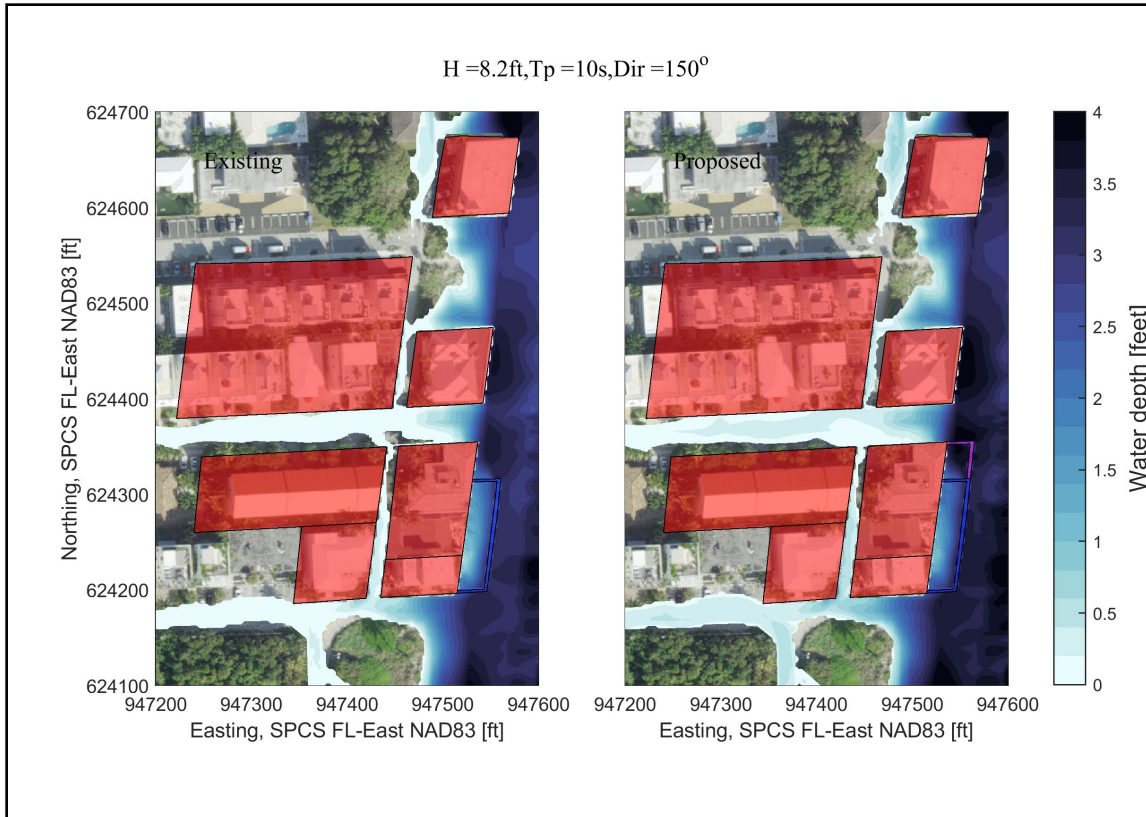 H =8.2ft,Tp =10s,Dir =150°
Existing
Proposed
624700
624600
624500
624400
624300
624200
624100
Northing, SPCS FL-East NAD83 [ft]
947200 947300 947400 947500 947600
Easting, SPCS FL-East NAD83 [ft]
947200 947300 947400 947500 947600
Easting, SPCS FL-East NAD83 [ft]
4
3.5
3
2.5
2
1.5
1
0.5
0
Water depth [feet]